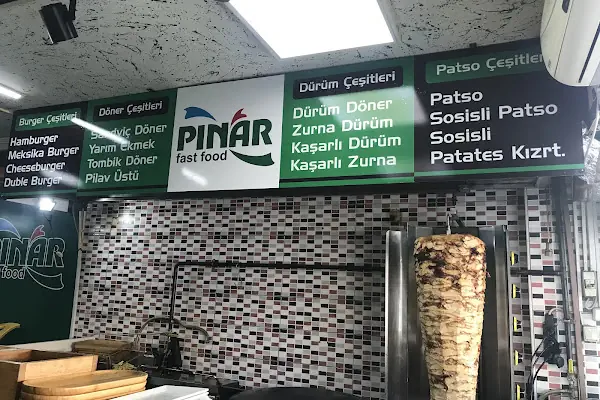 Burger Çeşitleri
Hamburger
Meksika Burger
Cheeseburger
Duble Burger
Döner Çeşitleri
Sandviç Döner
Yarım Ekmek
Tombik Döner
Pilav Üstü
PINAR
fast food
Dürüm Çeşitleri
Dürüm Döner
Zurna Dürüm
Kaşarlı Dürüm
Kaşarlı Zurna
Patso Çeşitleri
Patso
Sosisli Patso
Sosisli
Patates Kızrt.
PINAR
food